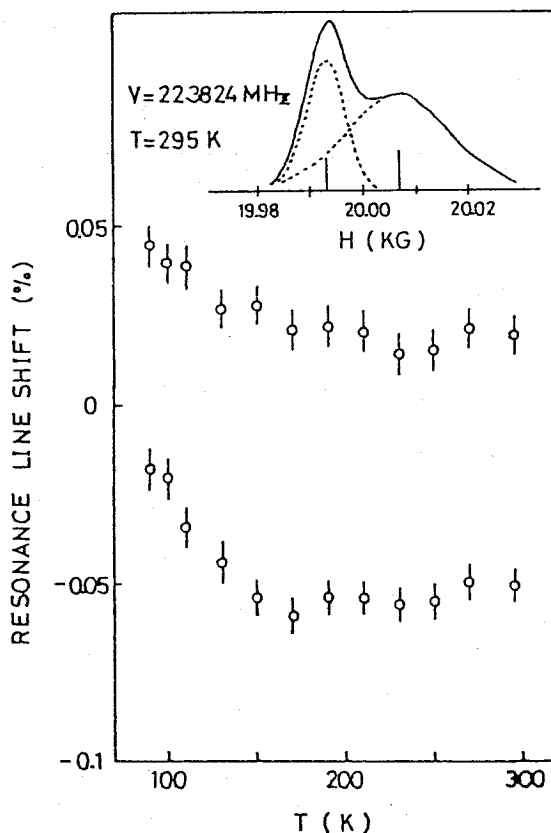 V=22.3824 MHz
T=295 K
19.98 20.00 20.02
H (KG)
0.05
0
-0.05
-0.1
100 200 300
T (K)
RESONANCE LINE SHIFT (%)